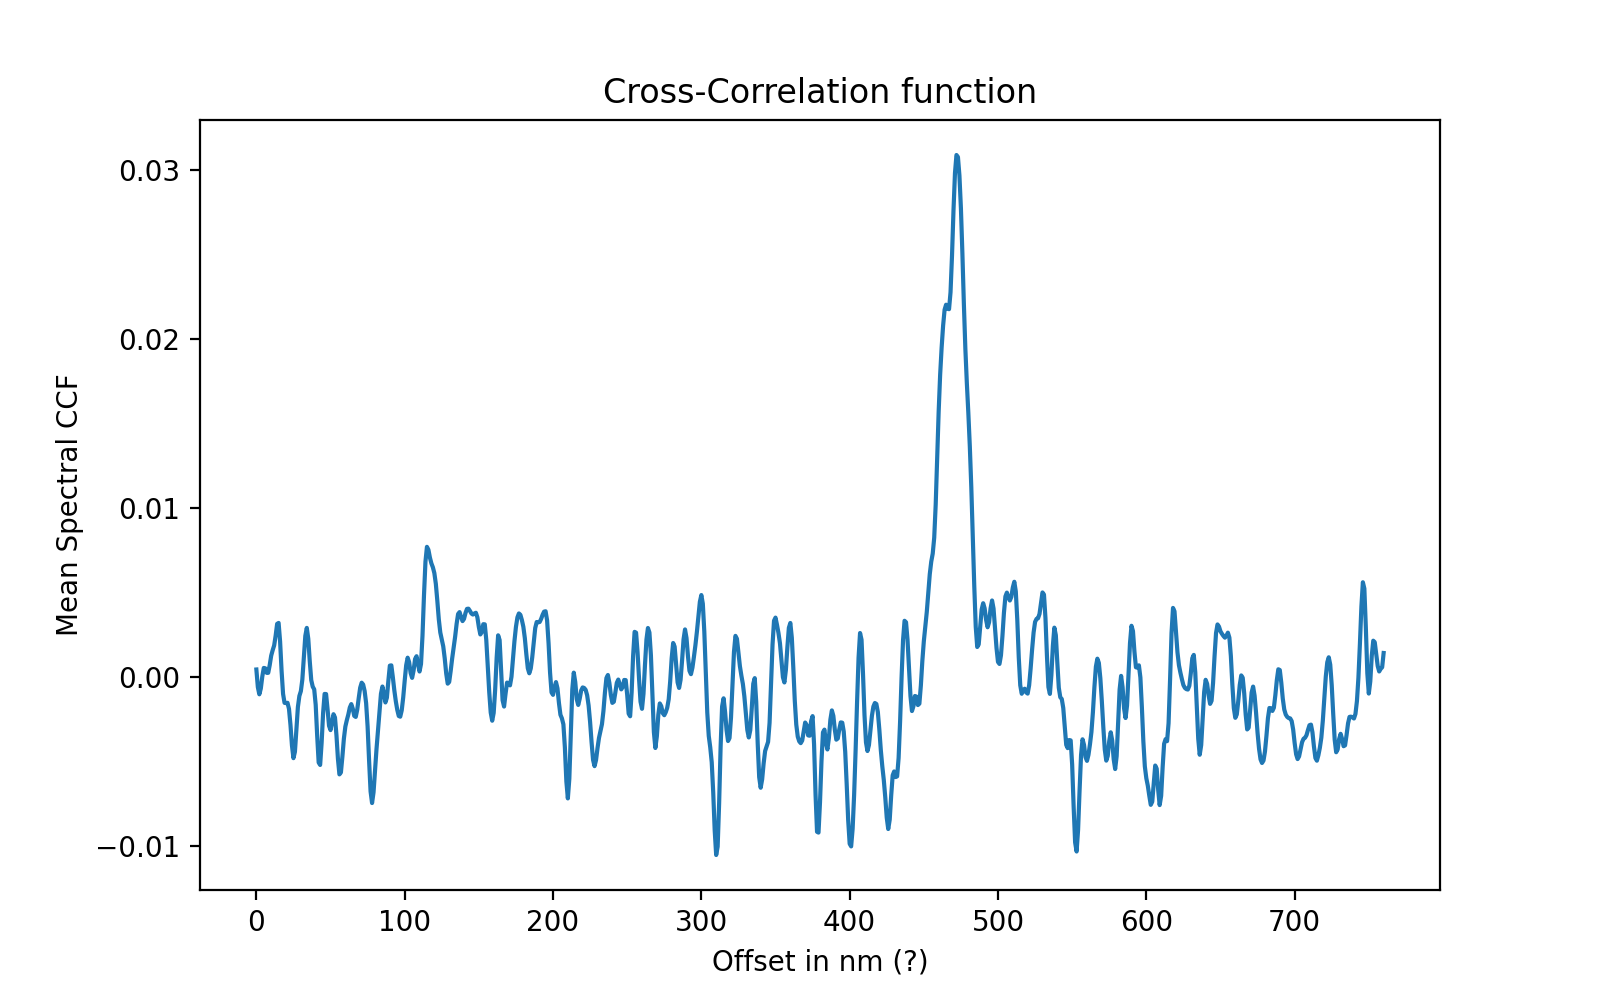 Cross-Correlation function
0.03
0.02
0.01
0.00
−0.01
Mean Spectral CCF
0 100 200 300 400 500 600 700
Offset in nm (?)